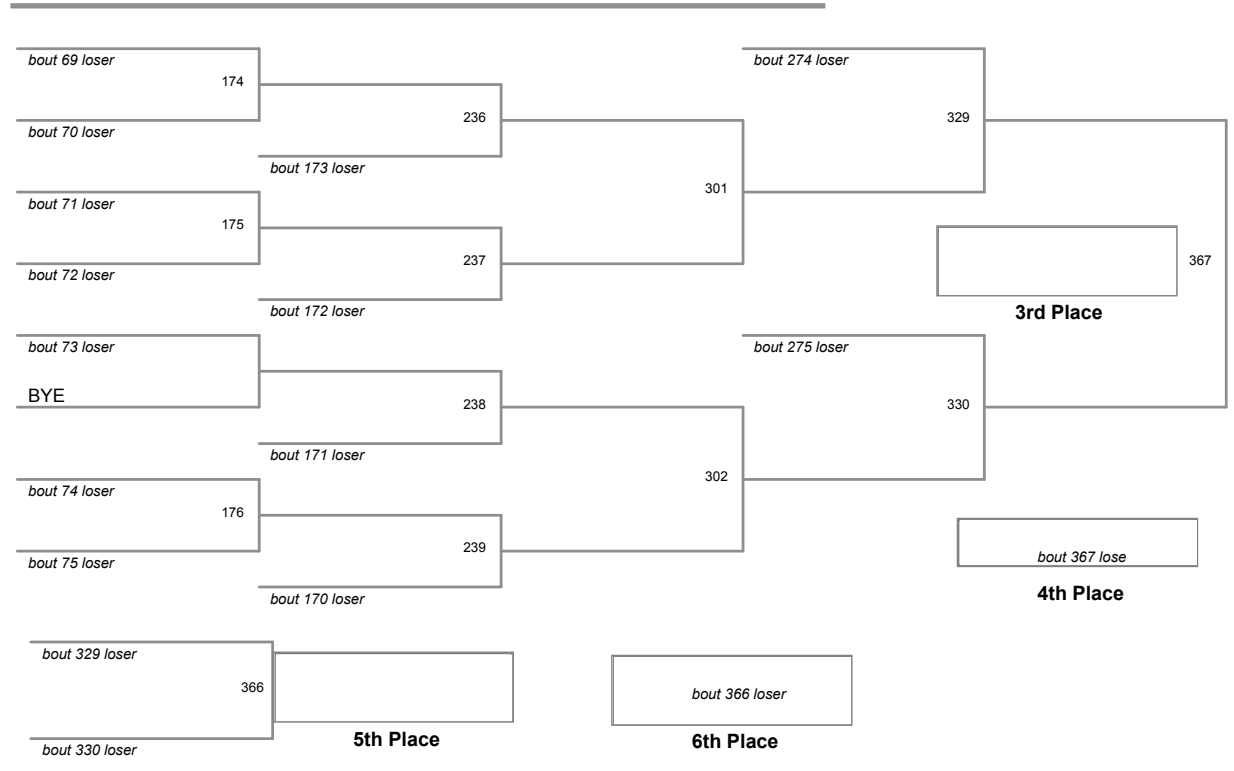 bout 69 loser
174
bout 70 loser
236
bout 173 loser
bout 71 loser
175
bout 72 loser
237
bout 172 loser
301
bout 274 loser
329
bout 73 loser
BYE
238
bout 171 loser
bout 74 loser
176
bout 75 loser
239
bout 170 loser
302
bout 275 loser
330
367
3rd Place
bout 367 lose
4th Place
bout 329 loser
366
bout 330 loser
5th Place
bout 366 loser
6th Place